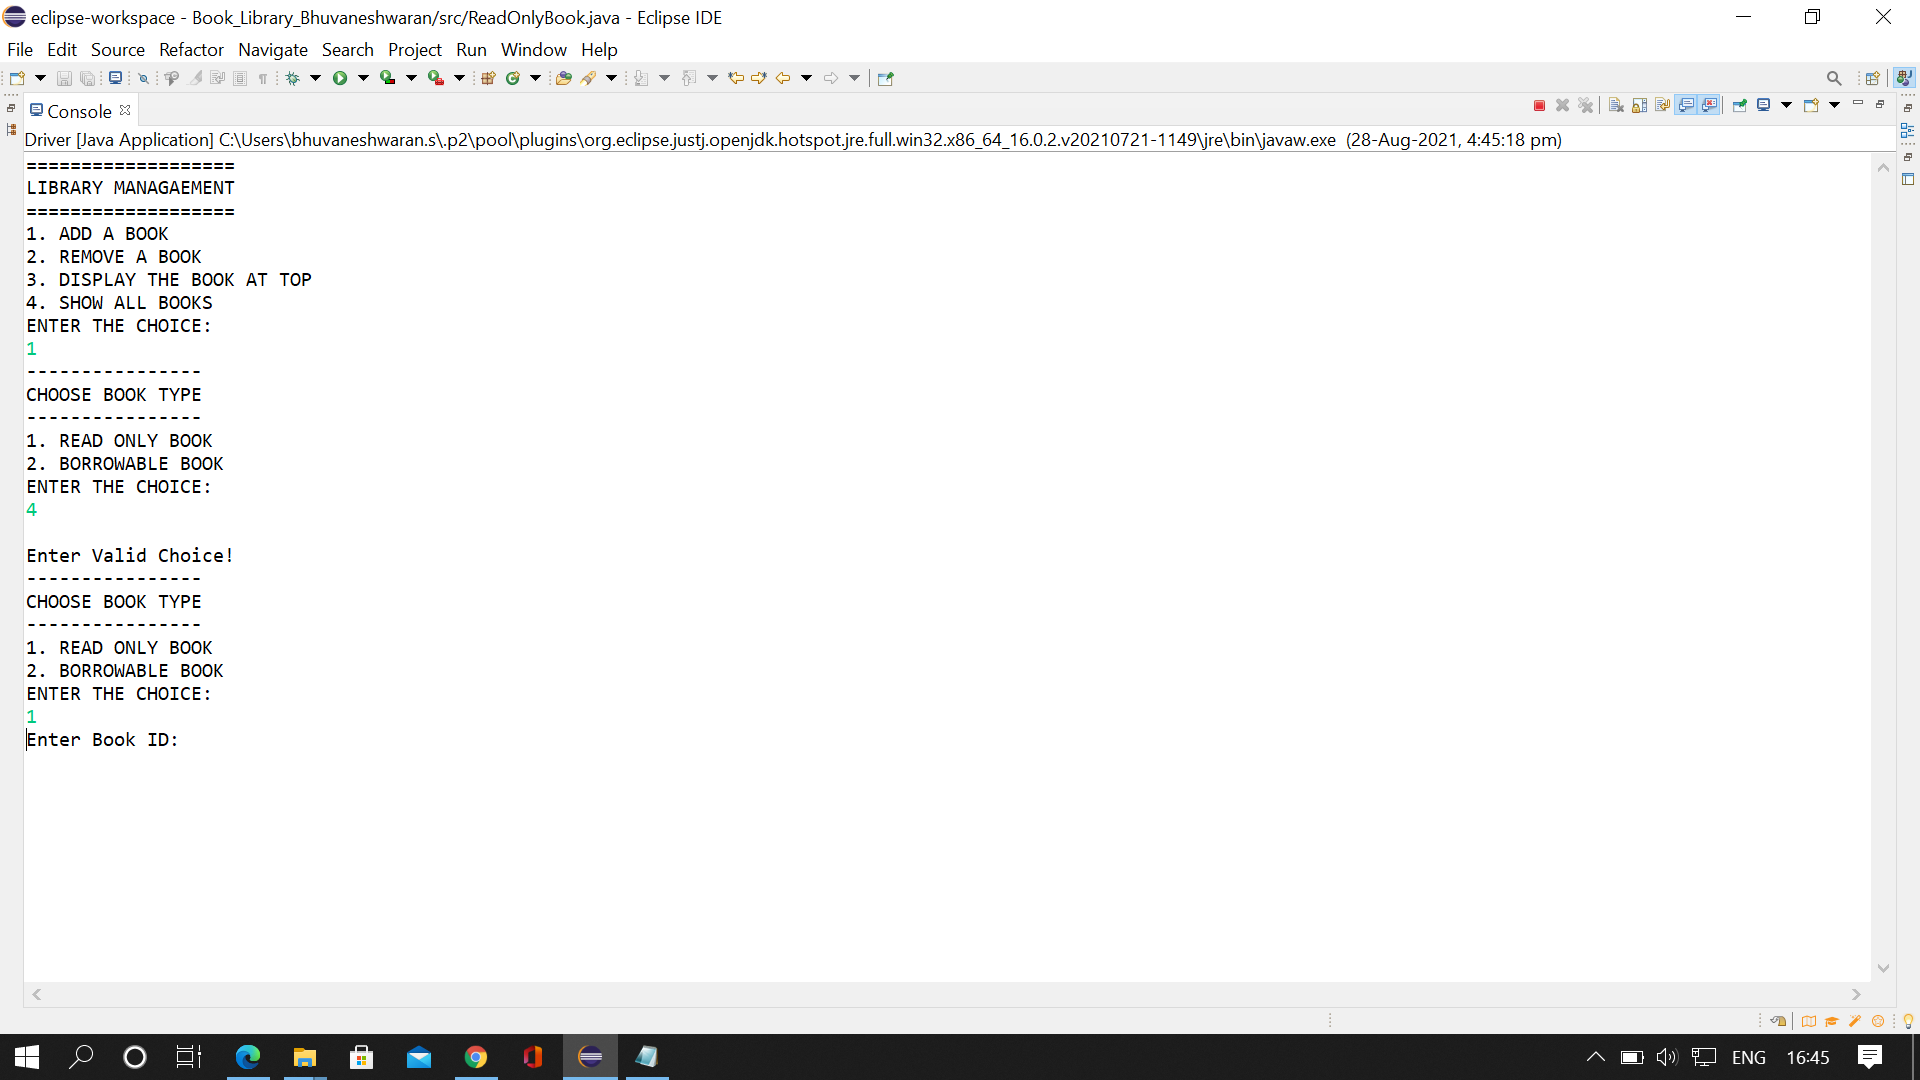 eclipse-workspace - Book_Library_Bhuvaneshwaran/src/ReadOnlyBook.java - Eclipse IDE
File Edit Source Refactor Navigate Search Project Run Window Help
Console
Driver [Java Application] C:\Users\bhuvaneshwaran.s\.p2\pool\plugins\org.eclipse.justj.openjdk.hotspot.jre.full.win32.x86_64_16.0.2.v20210721-1149\jre\bin\javaw.exe (28-Aug-2021, 4:45:18 pm)
===================
LIBRARY MANAGAEMENT
===================
1. ADD A BOOK
2. REMOVE A BOOK
3. DISPLAY THE BOOK AT TOP
4. SHOW ALL BOOKS
ENTER THE CHOICE:
1
----------------
CHOOSE BOOK TYPE
----------------
1. READ ONLY BOOK
2. BORROWABLE BOOK
ENTER THE CHOICE:
4
Enter Valid Choice!
----------------
CHOOSE BOOK TYPE
----------------
1. READ ONLY BOOK
2. BORROWABLE BOOK
ENTER THE CHOICE:
1
Enter Book ID:
ENG 16:45